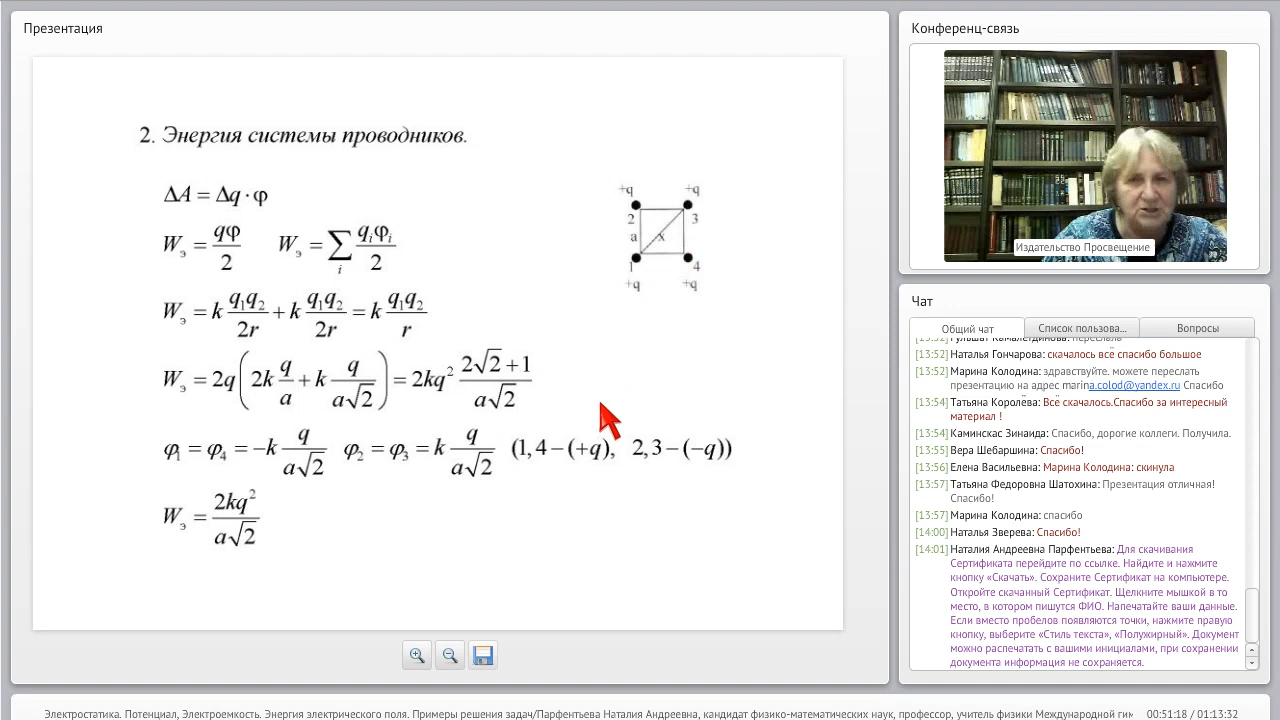 Презентация
2. Энергия системы проводников.
ΔA = Δq · φ
Wэ = qφ/2 Wэ = ∑i qiφi/2
Wэ = k q1q2/2r + k q1q2/2r = k q1q2/r
Wэ = 2q(2k q/a + k q/a√2) = 2kq² (2√2+1)/a√2
φ1 = φ4 = −k q/a√2 φ2 = φ3 = k q/a√2 (1,4−(+q), 2,3−(−q))
Wэ = 2kq²/a√2
+q +q
2 3
a x
1 4
+q +q
Конференц-связь
Издательство Просвещение
Чат
Общий чат Список пользова... Вопросы
[13:52] Наталья Гончарова: скачалось всё спасибо большое
[13:52] Марина Колодина: здравствуйте. можете переслать
презентацию на адрес marina.colod@yandex.ru Спасибо
[13:54] Татьяна Королёва: Всё скачалось.Спасибо за интересный
материал !
[13:54] Каминскас Зинаида: Спасибо, дорогие коллеги. Получила.
[13:55] Вера Шебаршина: Спасибо!
[13:56] Елена Васильевна: Марина Колодина: скинула
[13:57] Татьяна Федоровна Шатохина: Презентация отличная!
Спасибо!
[13:57] Марина Колодина: спасибо
[14:00] Наталья Зверева: Спасибо!
[14:01] Наталия Андреевна Парфентьева: Для скачивания
Сертификата перейдите по ссылке. Найдите и нажмите
кнопку «Скачать». Сохраните Сертификат на компьютере.
Откройте скачанный Сертификат. Щелкните мышкой в то
место, в котором пишутся ФИО. Напечатайте ваши данные.
Если вместо пробелов появляются точки, нажмите правую
кнопку, выберите «Стиль текста», «Полужирный». Документ
можно распечатать с вашими инициалами, при сохранении
документа информация не сохраняется.
Электростатика. Потенциал, Электроемкость. Энергия электрического поля. Примеры решения задач/Парфентьева Наталия Андреевна, кандидат физико-математических наук, профессор, учитель физики Международной гим 00:51:18 / 01:13:32